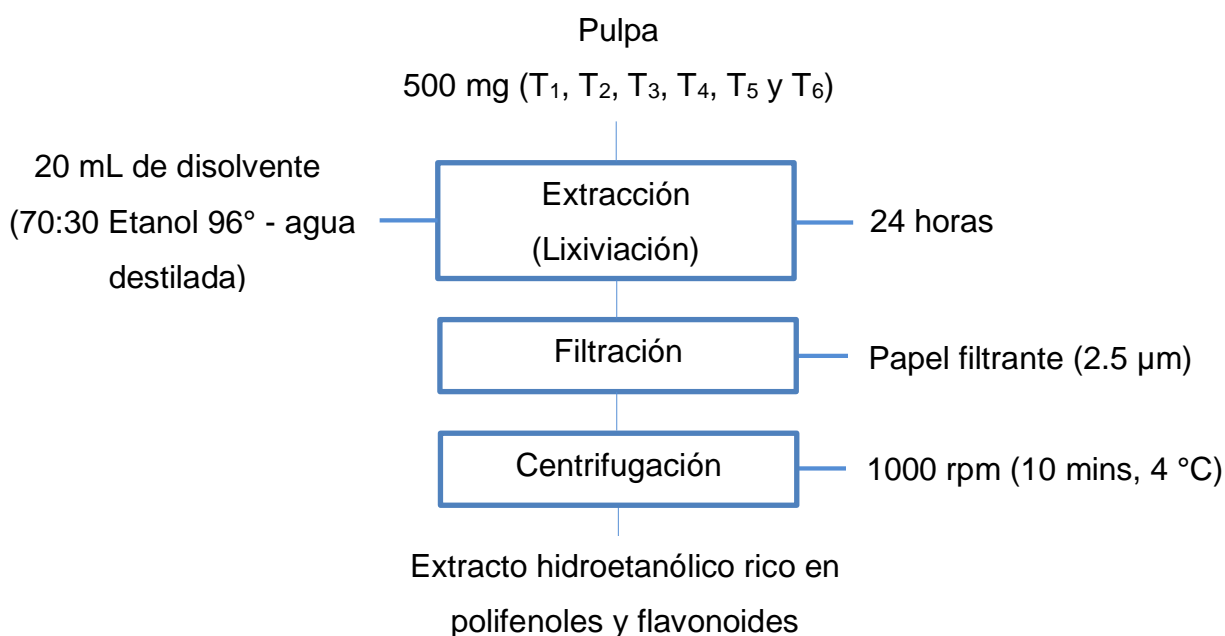 Pulpa
500 mg (T₁, T₂, T₃, T₄, T₅ y T₆)
20 mL de disolvente
(70:30 Etanol 96° - agua
destilada)
Extracción
(Lixiviación)
24 horas
Filtración
Papel filtrante (2.5 µm)
Centrifugación
1000 rpm (10 mins, 4 °C)
Extracto hidroetanólico rico en
polifenoles y flavonoides